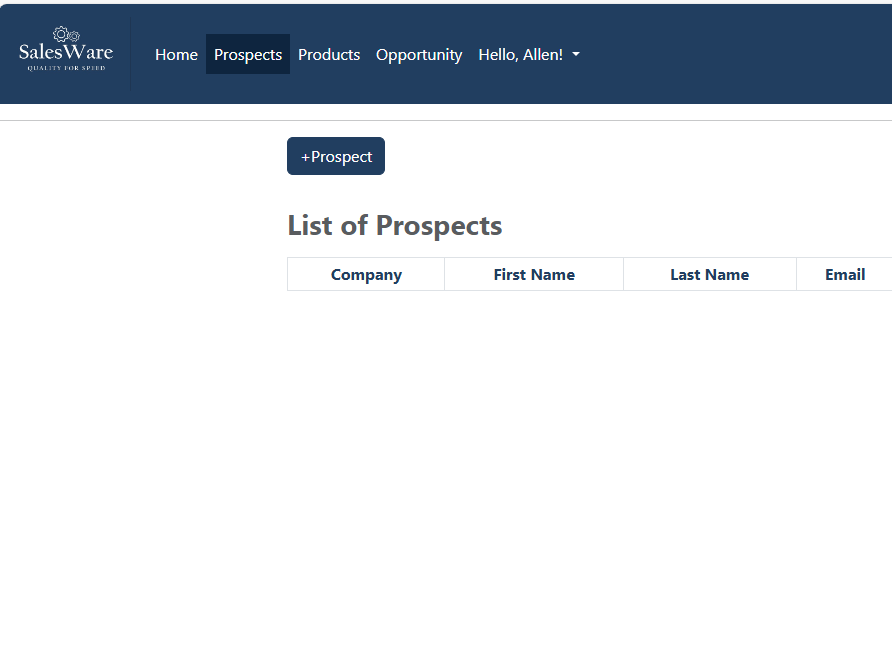 SalesWare
QUALITY FOR SPEED
Home Prospects Products Opportunity Hello, Allen!
+Prospect
List of Prospects
Company First Name Last Name Email